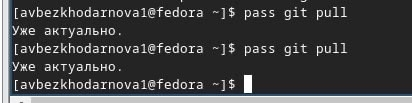 [avbezkhodarnova1@fedora ~]$ pass git pull
Уже актуально.
[avbezkhodarnova1@fedora ~]$ pass git pull
Уже актуально.
[avbezkhodarnova1@fedora ~]$